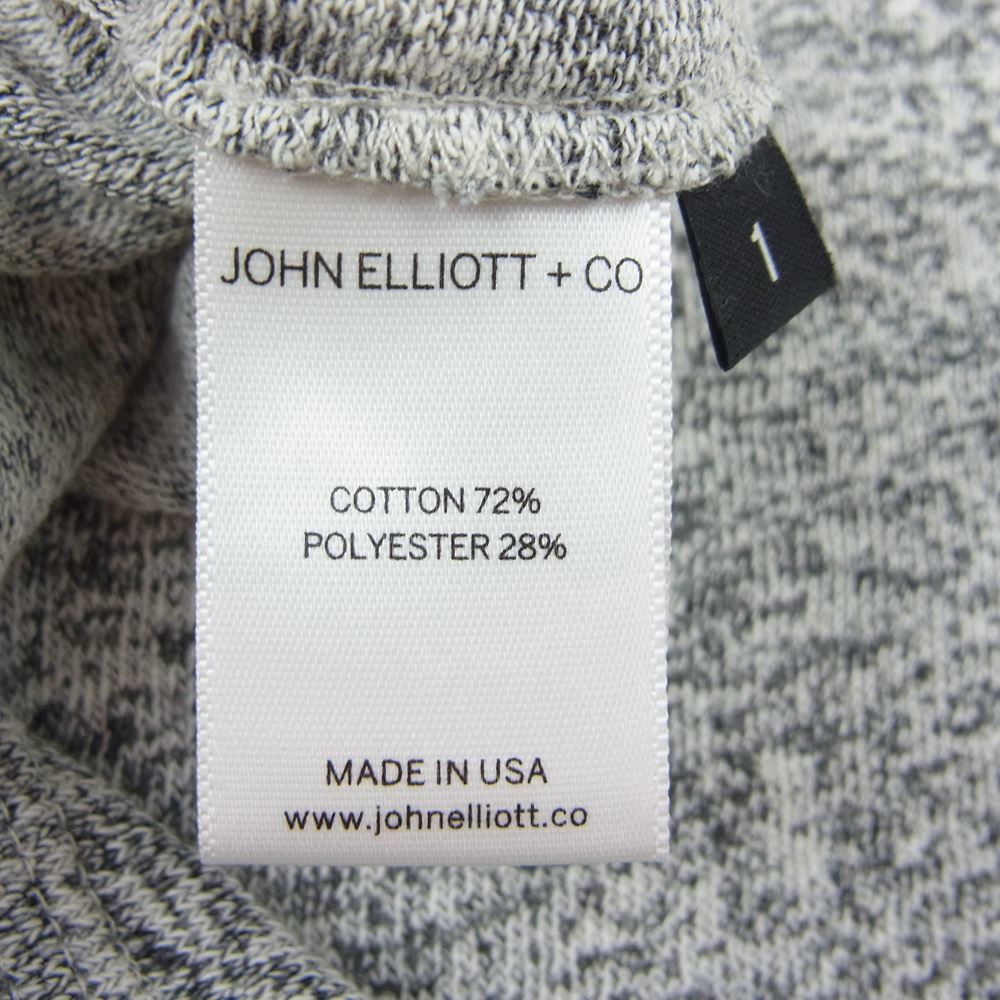 JOHN ELLIOTT + CO
1
COTTON 72%
POLYESTER 28%
MADE IN USA
www.johnelliott.co